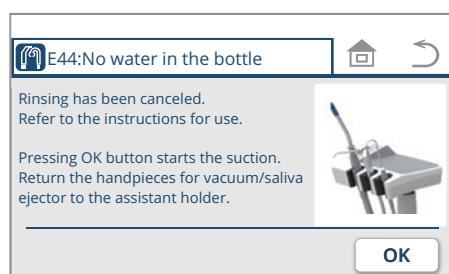 E44:No water in the bottle
Rinsing has been canceled.
Refer to the instructions for use.
Pressing OK button starts the suction.
Return the handpieces for vacuum/saliva
ejector to the assistant holder.
OK